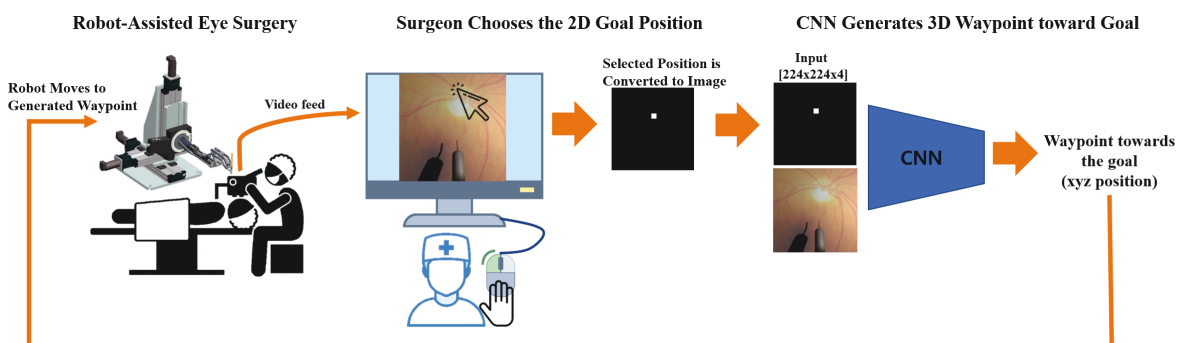 Robot-Assisted Eye Surgery
Surgeon Chooses the 2D Goal Position
CNN Generates 3D Waypoint toward Goal
Robot Moves to
Generated Waypoint
Video feed
Selected Position is
Converted to Image
Input
[224x224x4]
CNN
Waypoint towards
the goal
(xyz position)